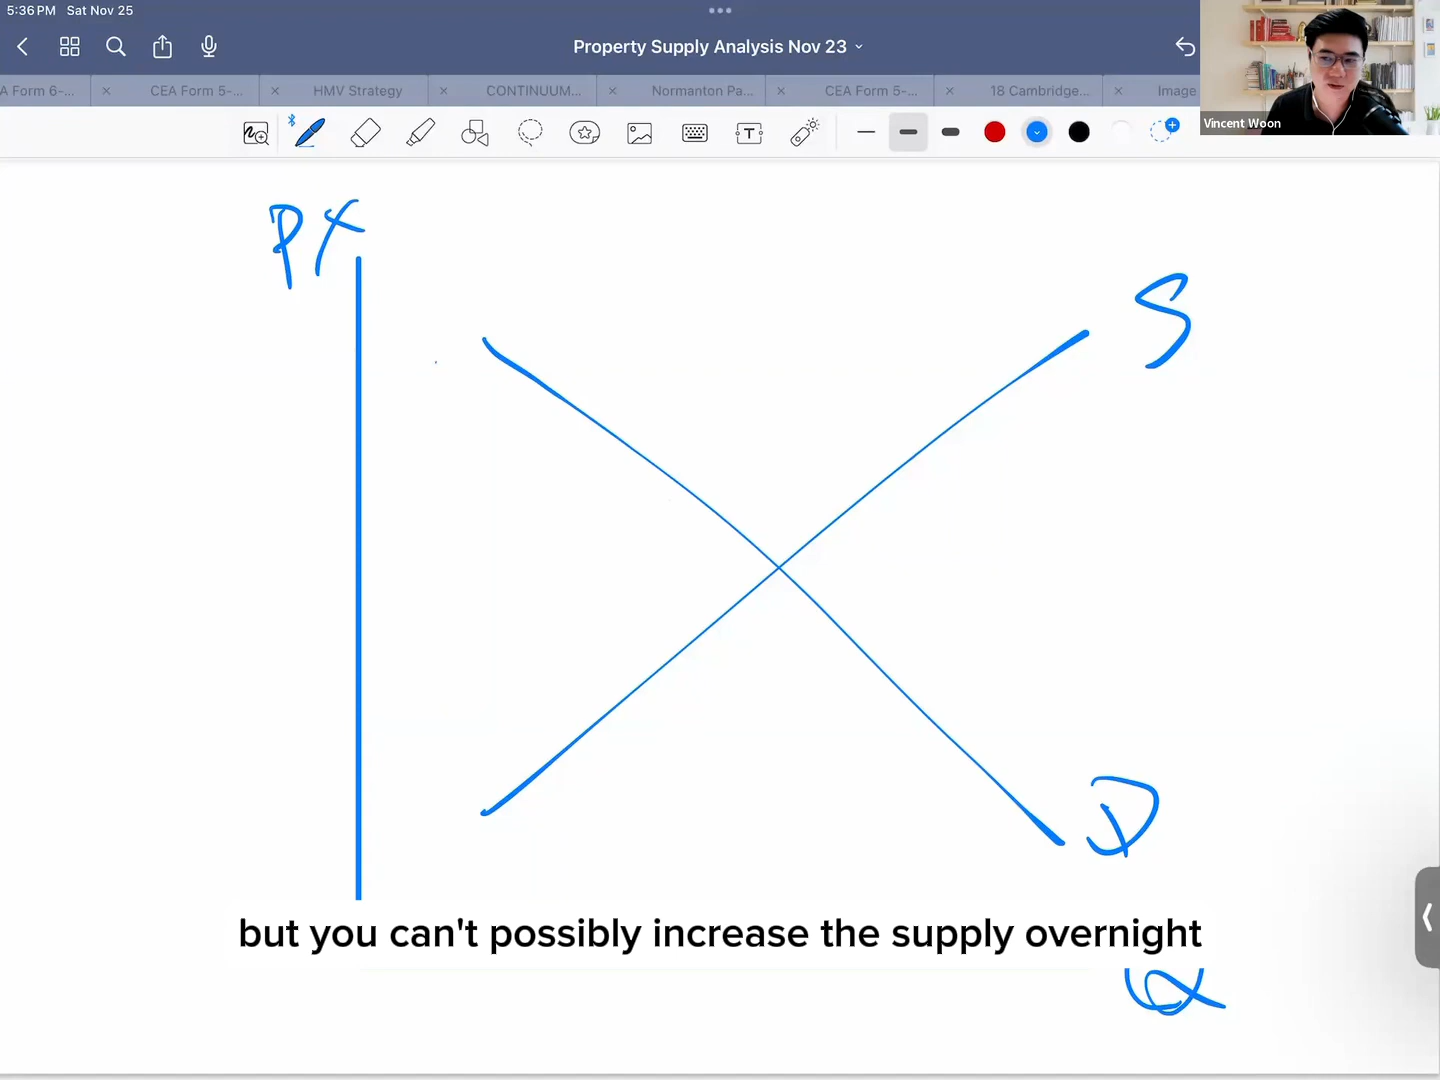 5:36 PM Sat Nov 25
Property Supply Analysis Nov 23
A Form 6-...
CEA Form 5-...
HMV Strategy
CONTINUUM...
Normanton Pa...
CEA Form 5-...
18 Cambridge...
Image
Vincent Woon
T
PX
S
D
but you can't possibly increase the supply overnight
Q